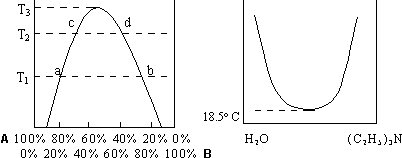 T₃
T₂
c
d
T₁
a
b
A 100% 80% 60% 40% 20% 0%
0% 20% 40% 60% 80% 100% B
18.5° C
H₂O
(C₂H₅)₃N